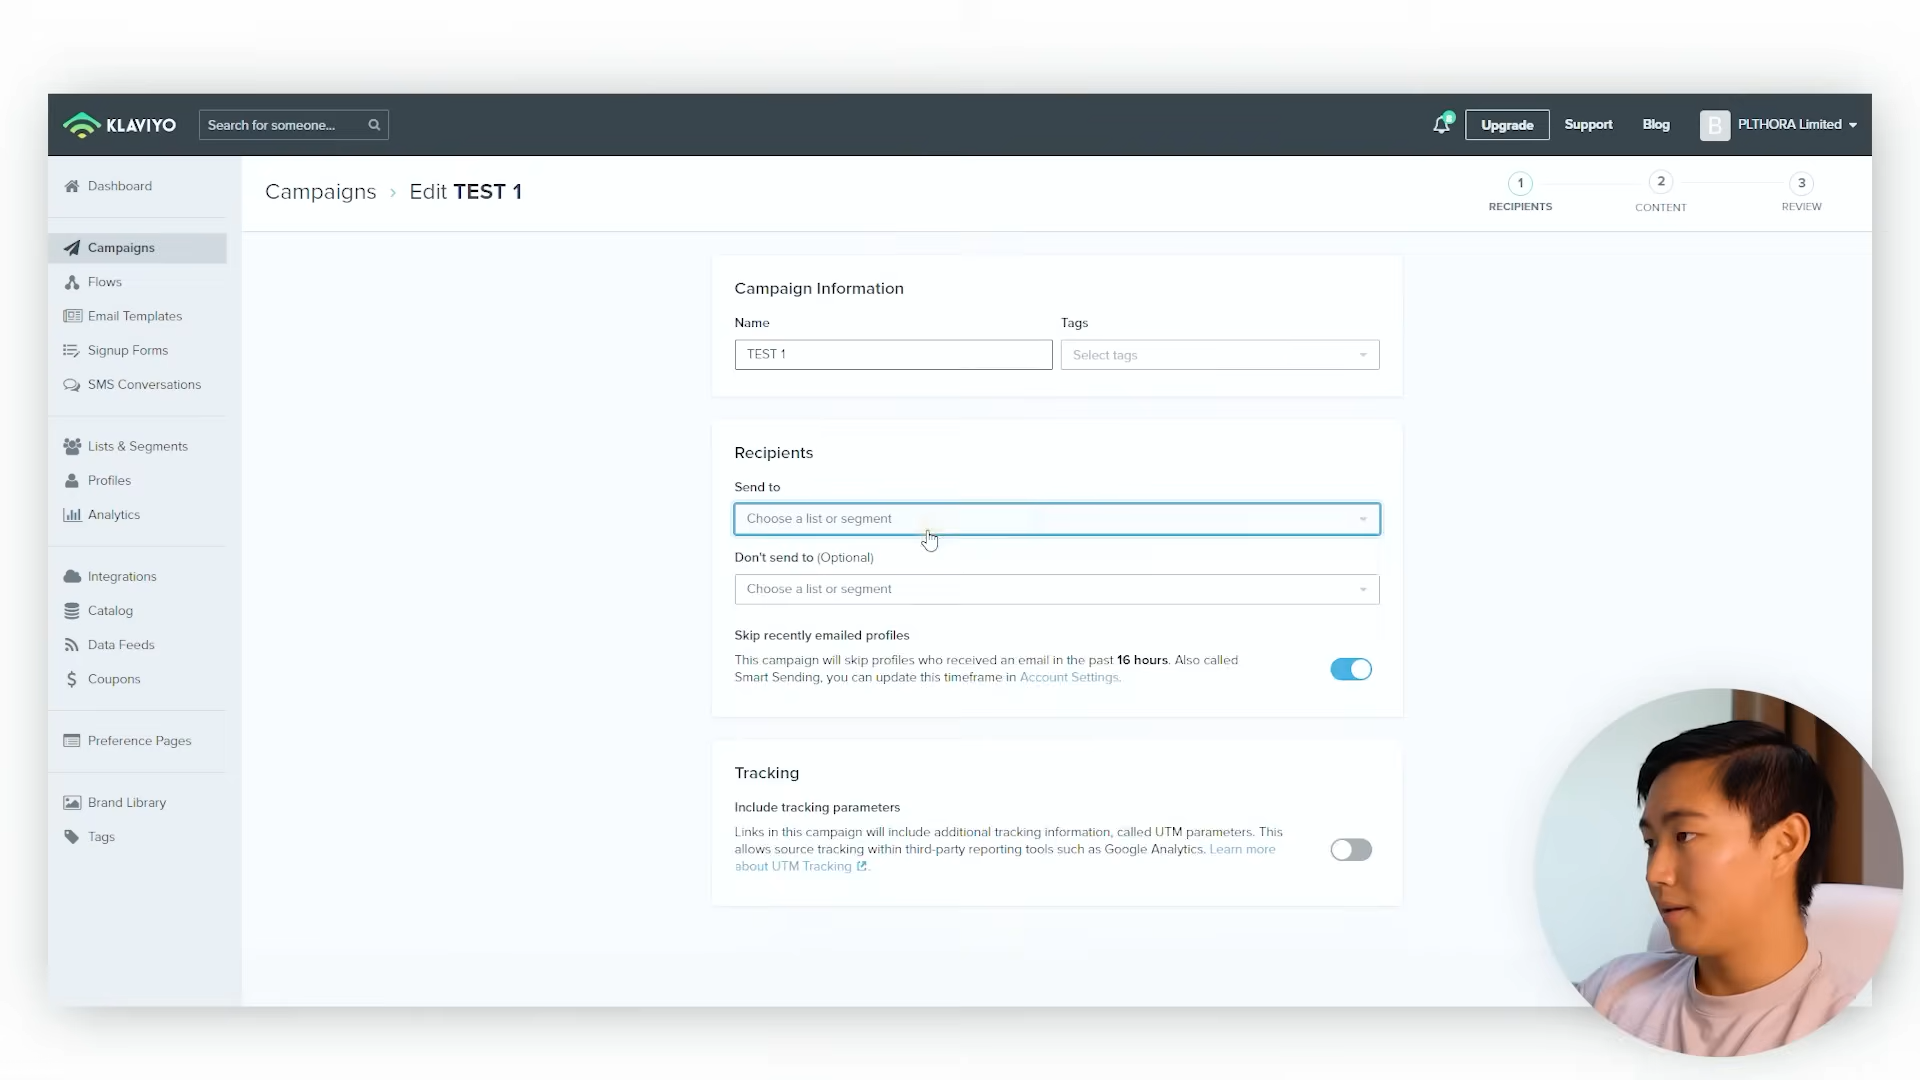 KLAVIYO
Search for someone...
8
Upgrade
Support
Blog
B
PLTHORA Limited
Dashboard
Campaigns
Flows
Email Templates
Signup Forms
SMS Conversations
Lists & Segments
Profiles
Analytics
Integrations
Catalog
Data Feeds
Coupons
Preference Pages
Brand Library
Tags
Campaigns › Edit TEST 1
1
RECIPIENTS
2
CONTENT
3
REVIEW
Campaign Information
Name
Tags
TEST 1
Select tags
Recipients
Send to
Choose a list or segment
Don't send to (Optional)
Choose a list or segment
Skip recently emailed profiles
This campaign will skip profiles who received an email in the past 16 hours. Also called
Smart Sending, you can update this timeframe in Account Settings.
Tracking
Include tracking parameters
Links in this campaign will include additional tracking information, called UTM parameters. This
allows source tracking within third-party reporting tools such as Google Analytics. Learn more
about UTM Tracking.